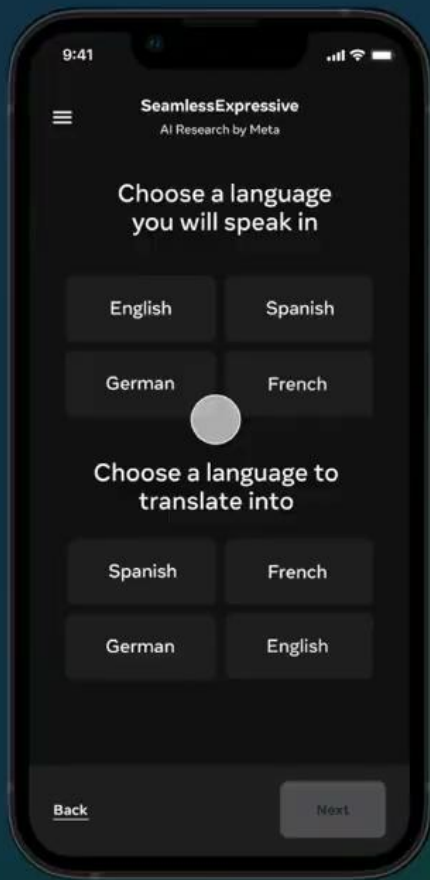 9:41
SeamlessExpressive
AI Research by Meta
Choose a language
you will speak in
English Spanish
German French
Choose a language to
translate into
Spanish French
German English
Back Next